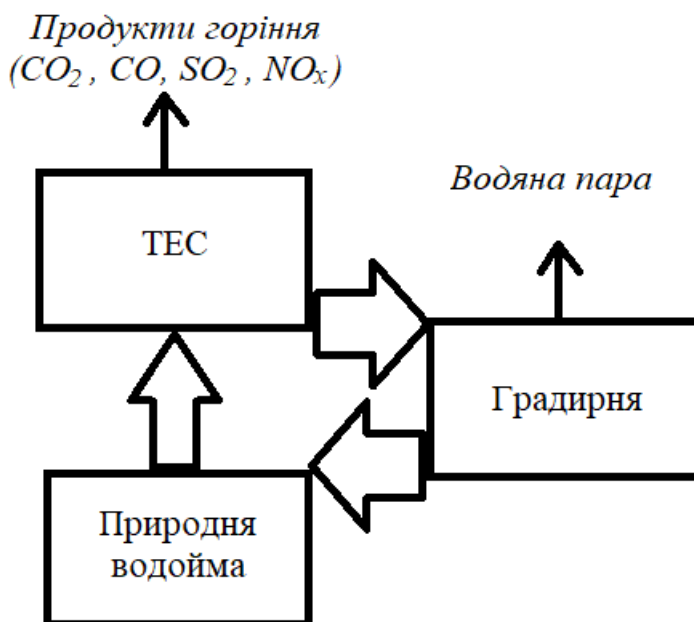 Продукти горіння
(CO₂ , CO, SO₂ , NOₓ)
Водяна пара
ТЕС
Градирня
Природня
водойма